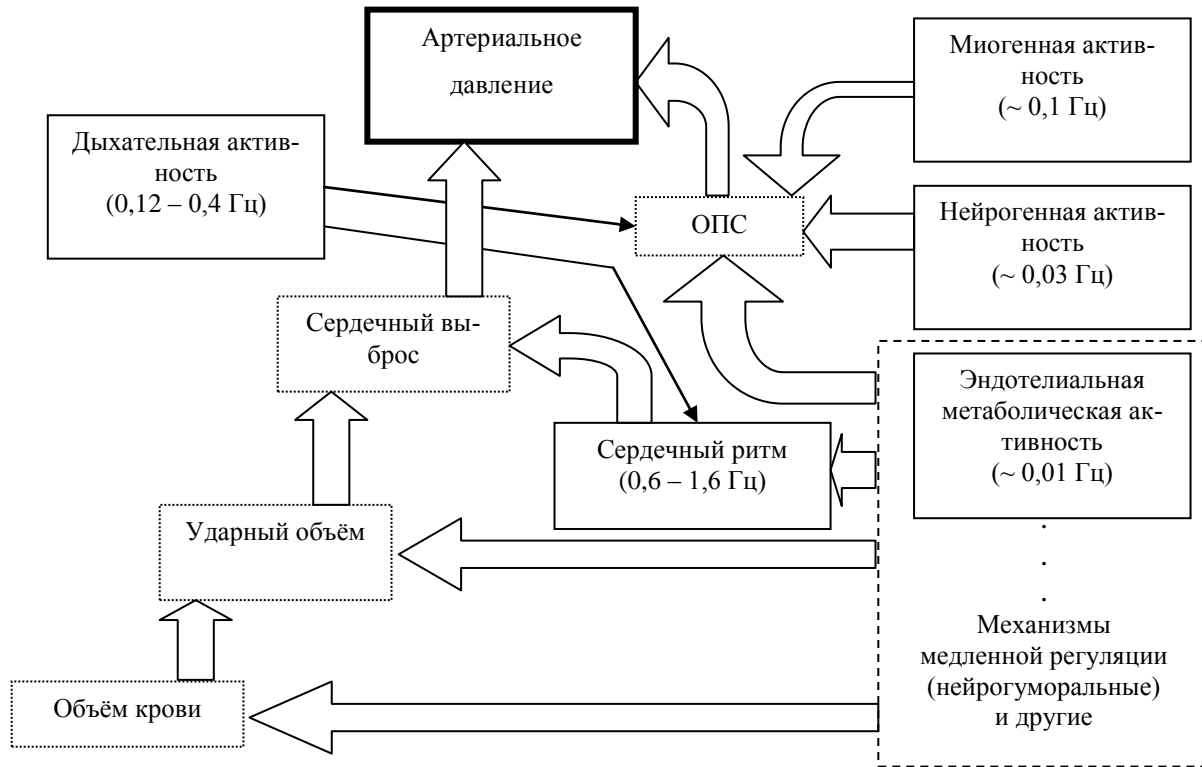 Артериальное
давление
Миогенная актив-
ность
(~ 0,1 Гц)
Дыхательная актив-
ность
(0,12 – 0,4 Гц)
ОПС
Нейрогенная актив-
ность
(~ 0,03 Гц)
Сердечный вы-
брос
Эндотелиальная
метаболическая ак-
тивность
(~ 0,01 Гц)
Сердечный ритм
(0,6 – 1,6 Гц)
Ударный объём
.
.
.
Механизмы
медленной регуляции
(нейрогуморальные)
и другие
Объём крови